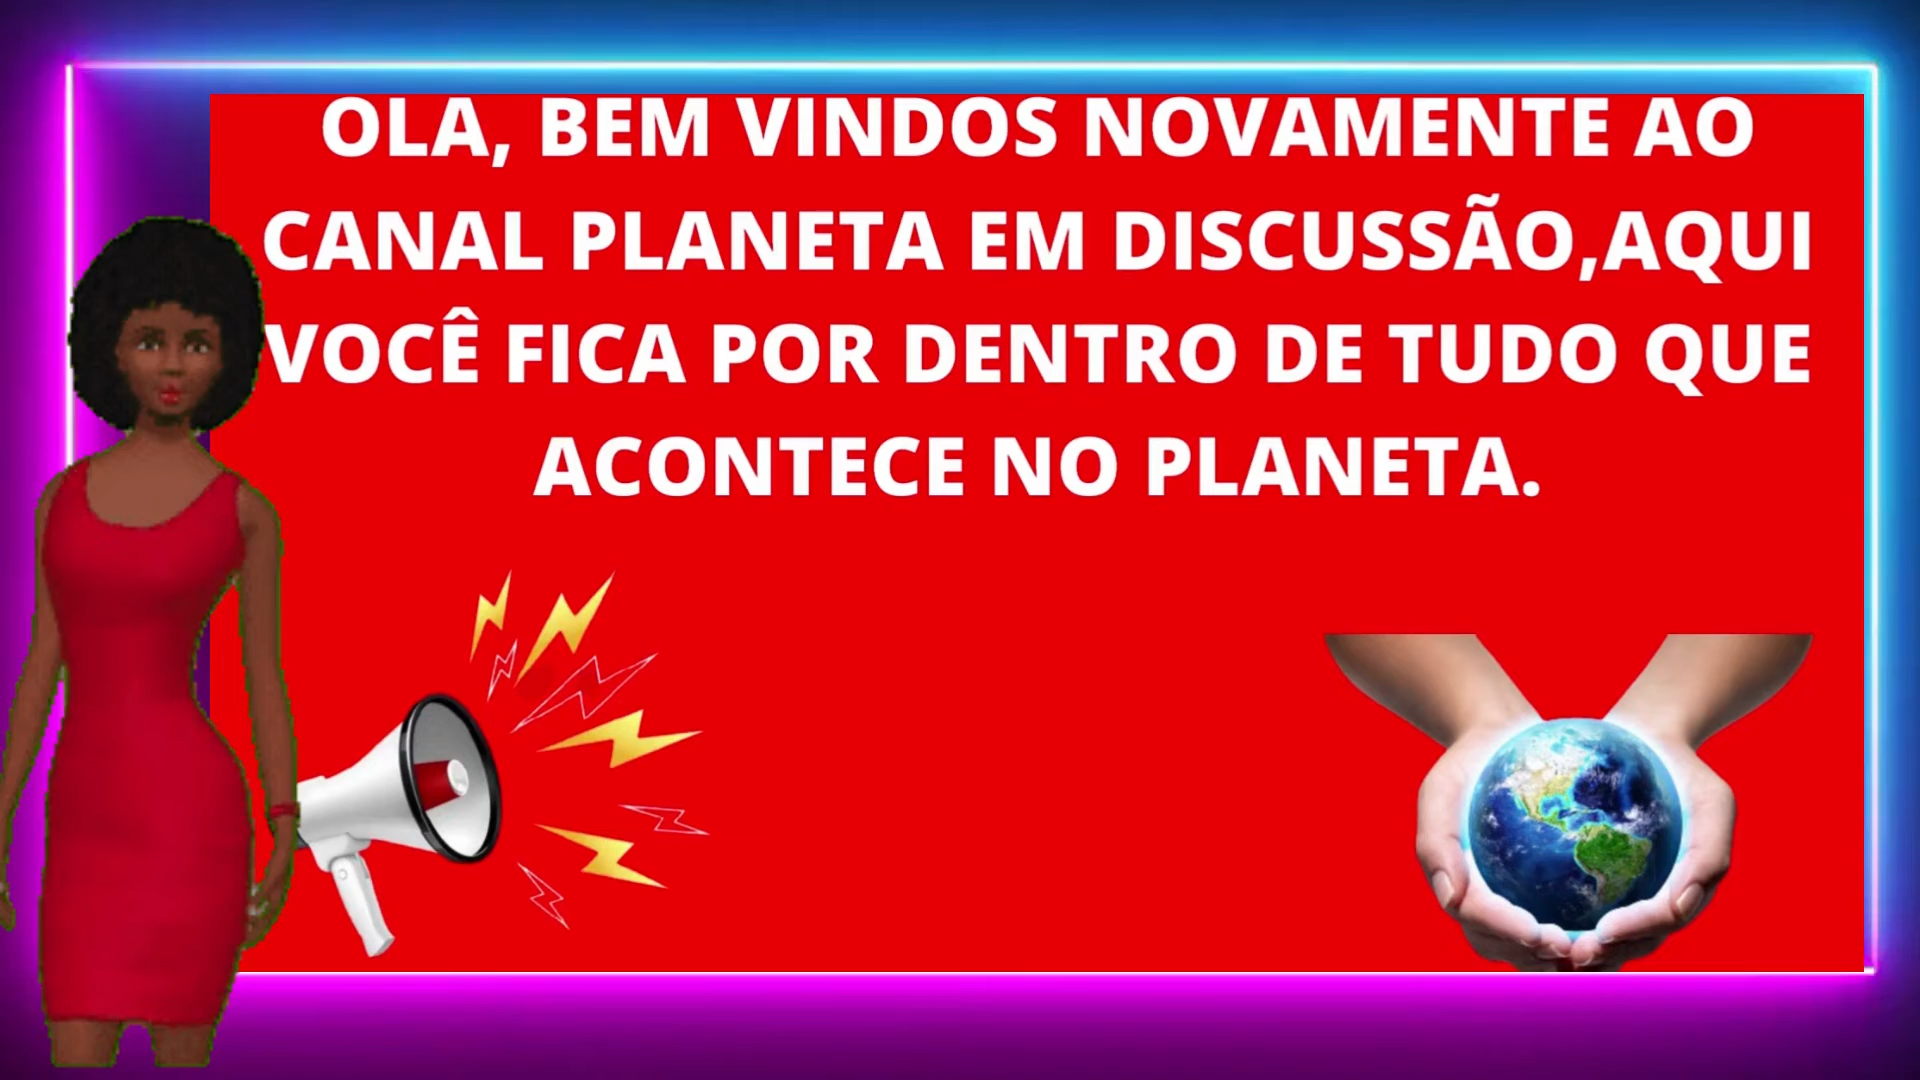 OLA, BEM VINDOS NOVAMENTE AO
CANAL PLANETA EM DISCUSSÃO,AQUI
VOCÊ FICA POR DENTRO DE TUDO QUE
ACONTECE NO PLANETA.